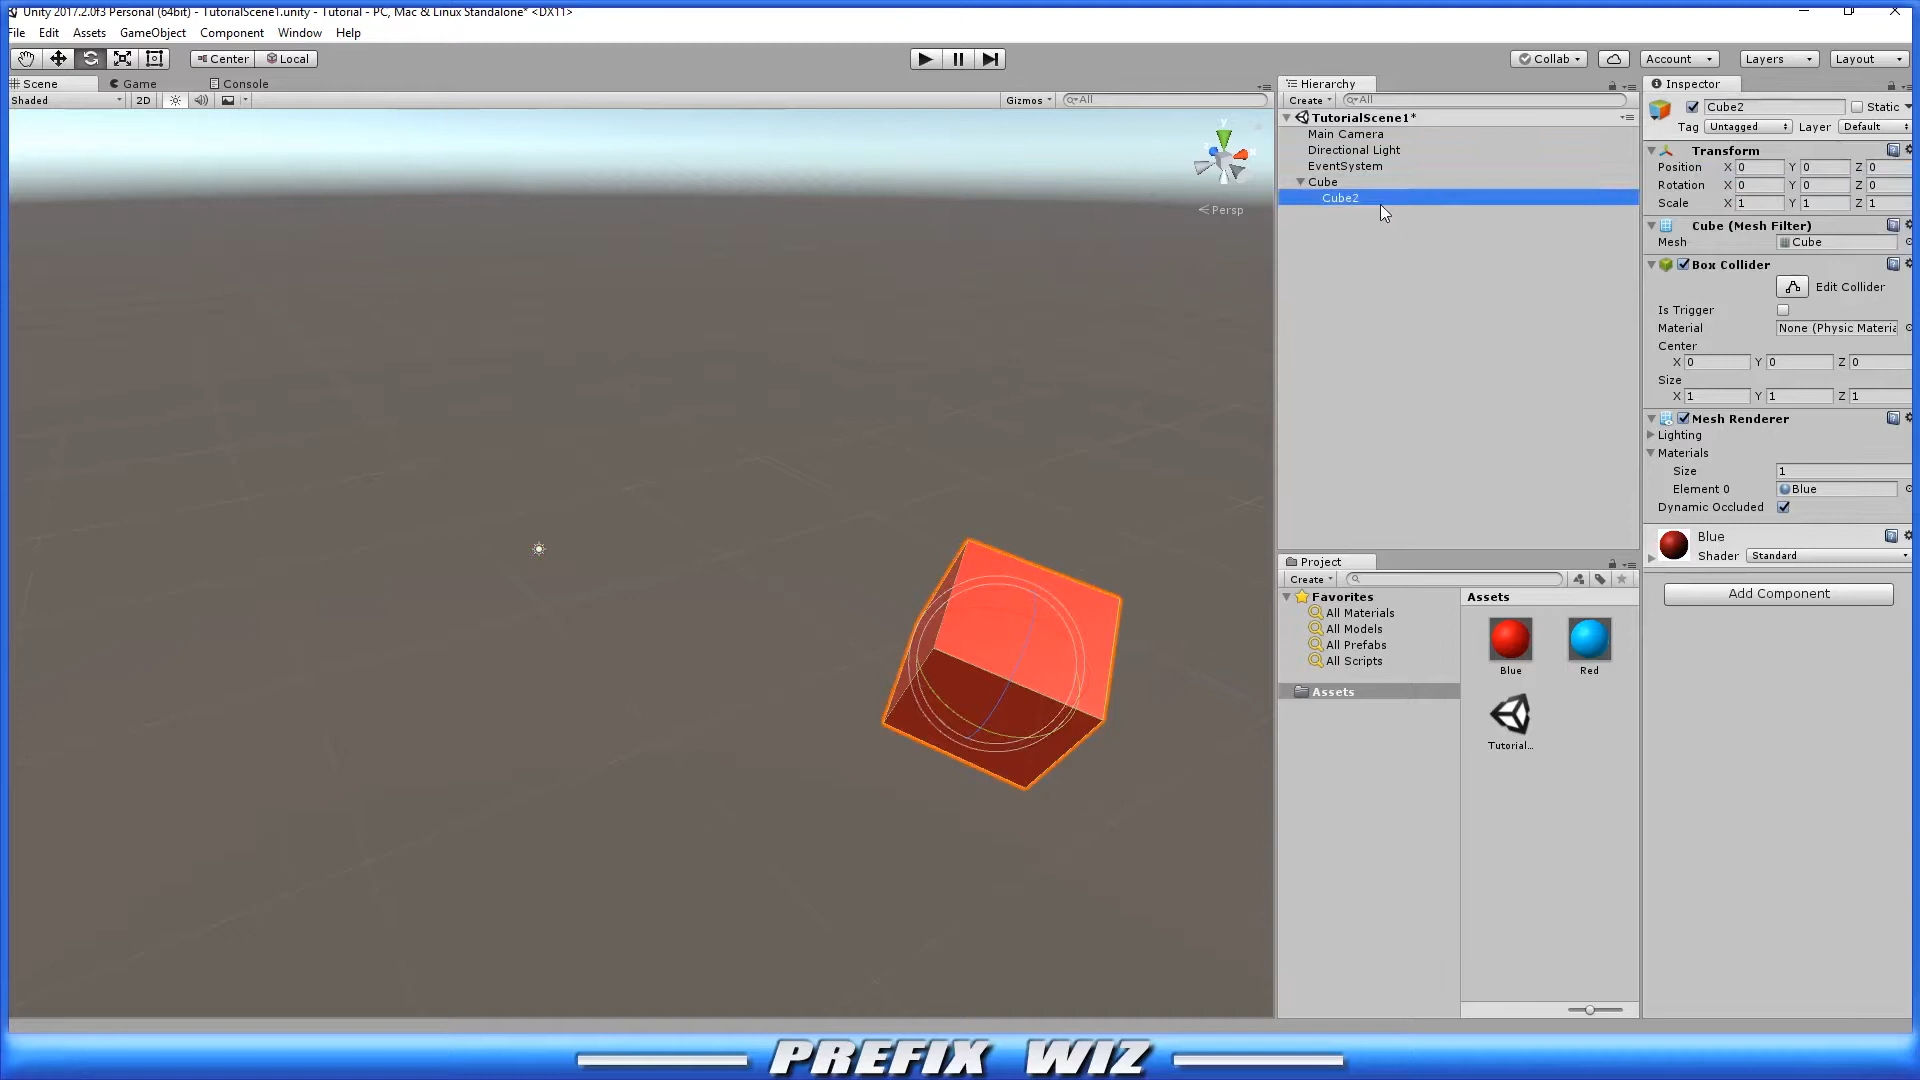 Unity 2017.2.0f3 Personal (64bit) - TutorialScene1.unity - Tutorial - PC, Mac & Linux Standalone* <DX11>
File Edit Assets GameObject Component Window Help
Center Local
Collab Account Layers Layout
Scene Game Console
Shaded 2D Gizmos All
y
Persp
Hierarchy
Create All
TutorialScene1*
Main Camera
Directional Light
EventSystem
Cube
Cube2
Project
Create
Favorites
All Materials
All Models
All Prefabs
All Scripts
Assets
Assets
Blue Red
Tutorial...
Inspector
Cube2 Static
Tag Untagged Layer Default
Transform
Position X 0 Y 0 Z 0
Rotation X 0 Y 0 Z 0
Scale X 1 Y 1 Z 1
Cube (Mesh Filter)
Mesh Cube
Box Collider
Edit Collider
Is Trigger
Material None (Physic Materia
Center
X 0 Y 0 Z 0
Size
X 1 Y 1 Z 1
Mesh Renderer
Lighting
Materials
Size 1
Element 0 Blue
Dynamic Occluded
Blue
Shader Standard
Add Component
PREFIX WIZ